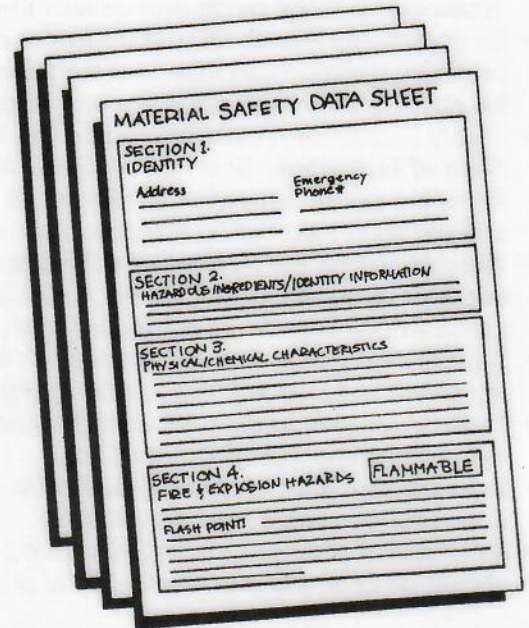 MATERIAL SAFETY DATA SHEET
SECTION 1.
IDENTITY
Address
Emergency
Phone#
SECTION 2.
HAZARDOUS INGREDIENTS/IDENTITY INFORMATION
SECTION 3.
PHYSICAL/CHEMICAL CHARACTERISTICS
SECTION 4.
FIRE & EXPLOSION HAZARDS
FLAMMABLE
FLASH POINT!